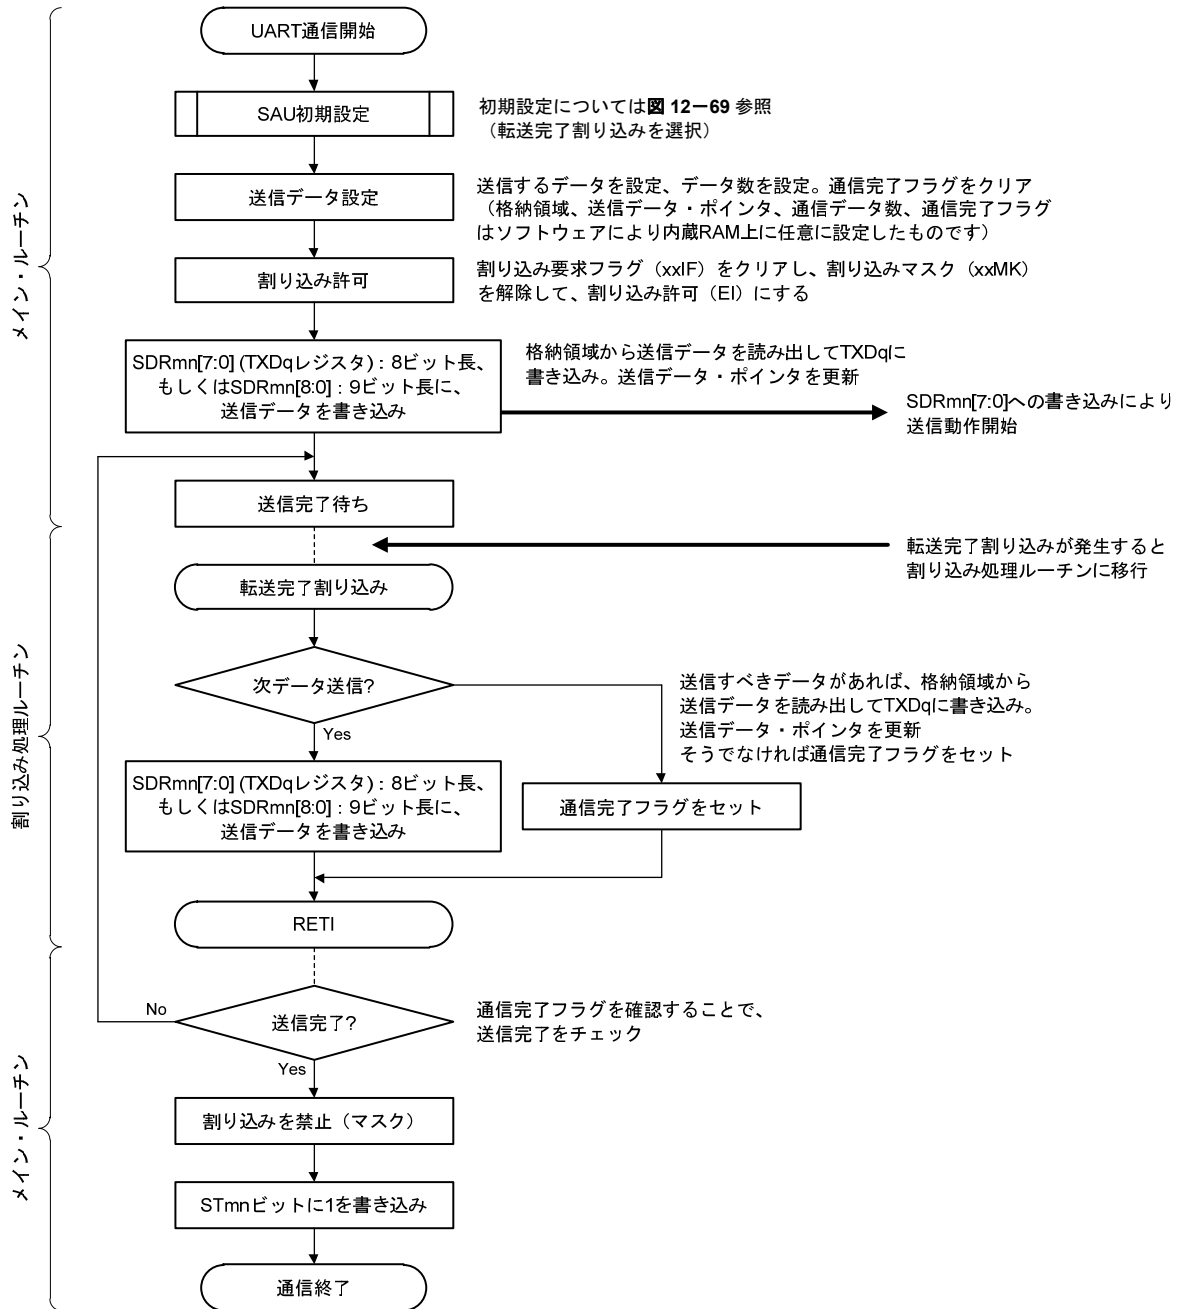 UART通信開始
SAU初期設定
初期設定については図 12-69 参照
（転送完了割り込みを選択）
送信データ設定
送信するデータを設定、データ数を設定。通信完了フラグをクリア
（格納領域、送信データ・ポインタ、通信データ数、通信完了フラグ
はソフトウェアにより内蔵RAM上に任意に設定したものです）
メイン・ルーチン
割り込み許可
割り込み要求フラグ（xxIF）をクリアし、割り込みマスク（xxMK）
を解除して、割り込み許可（EI）にする
SDRmn[7:0] (TXDqレジスタ) : 8ビット長、
もしくはSDRmn[8:0] : 9ビット長に、
送信データを書き込み
格納領域から送信データを読み出してTXDqに
書き込み。送信データ・ポインタを更新
SDRmn[7:0]への書き込みにより
送信動作開始
送信完了待ち
転送完了割り込みが発生すると
割り込み処理ルーチンに移行
転送完了割り込み
割り込み処理ルーチン
次データ送信?
Yes
送信すべきデータがあれば、格納領域から
送信データを読み出してTXDqに書き込み。
送信データ・ポインタを更新
そうでなければ通信完了フラグをセット
SDRmn[7:0] (TXDqレジスタ) : 8ビット長、
もしくはSDRmn[8:0] : 9ビット長に、
送信データを書き込み
通信完了フラグをセット
RETI
No
送信完了?
通信完了フラグを確認することで、
送信完了をチェック
Yes
メイン・ルーチン
割り込みを禁止（マスク）
STmnビットに1を書き込み
通信終了